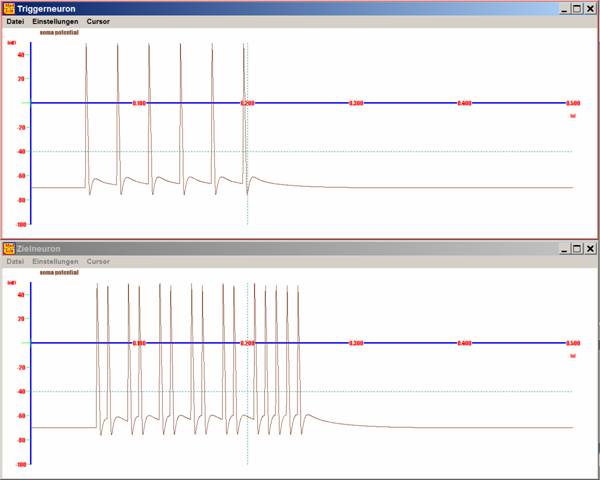 Triggerneuron
Datei Einstellungen Cursor
soma potential
[mV]
40
20
0.100 0.200 0.300 0.400 0.500
[s]
-20
-40
-60
-80
-100
Zielneuron
Datei Einstellungen Cursor
soma potential
[mV]
40
20
0.100 0.200 0.300 0.400 0.500
[s]
-20
-40
-60
-80
-100